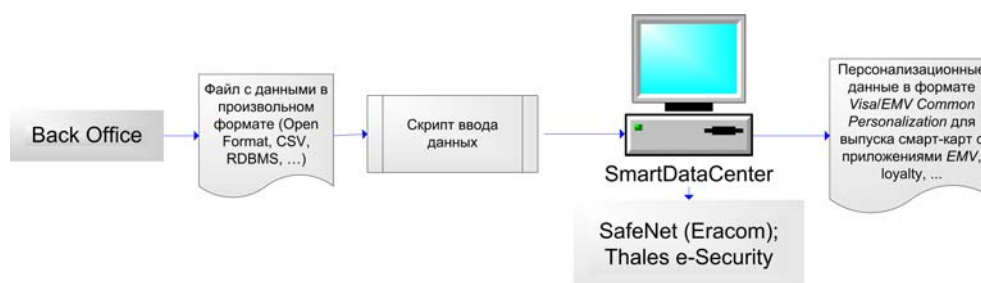 Back Office
Файл с данными в
произвольном
формате (Open
Format, CSV,
RDBMS, ...)
Скрипт ввода
данных
SmartDataCenter
SafeNet (Eracom);
Thales e-Security
Персонализационные
данные в формате
Visa/EMV Common
Personalization для
выпуска смарт-карт с
приложениями EMV,
loyalty, ...